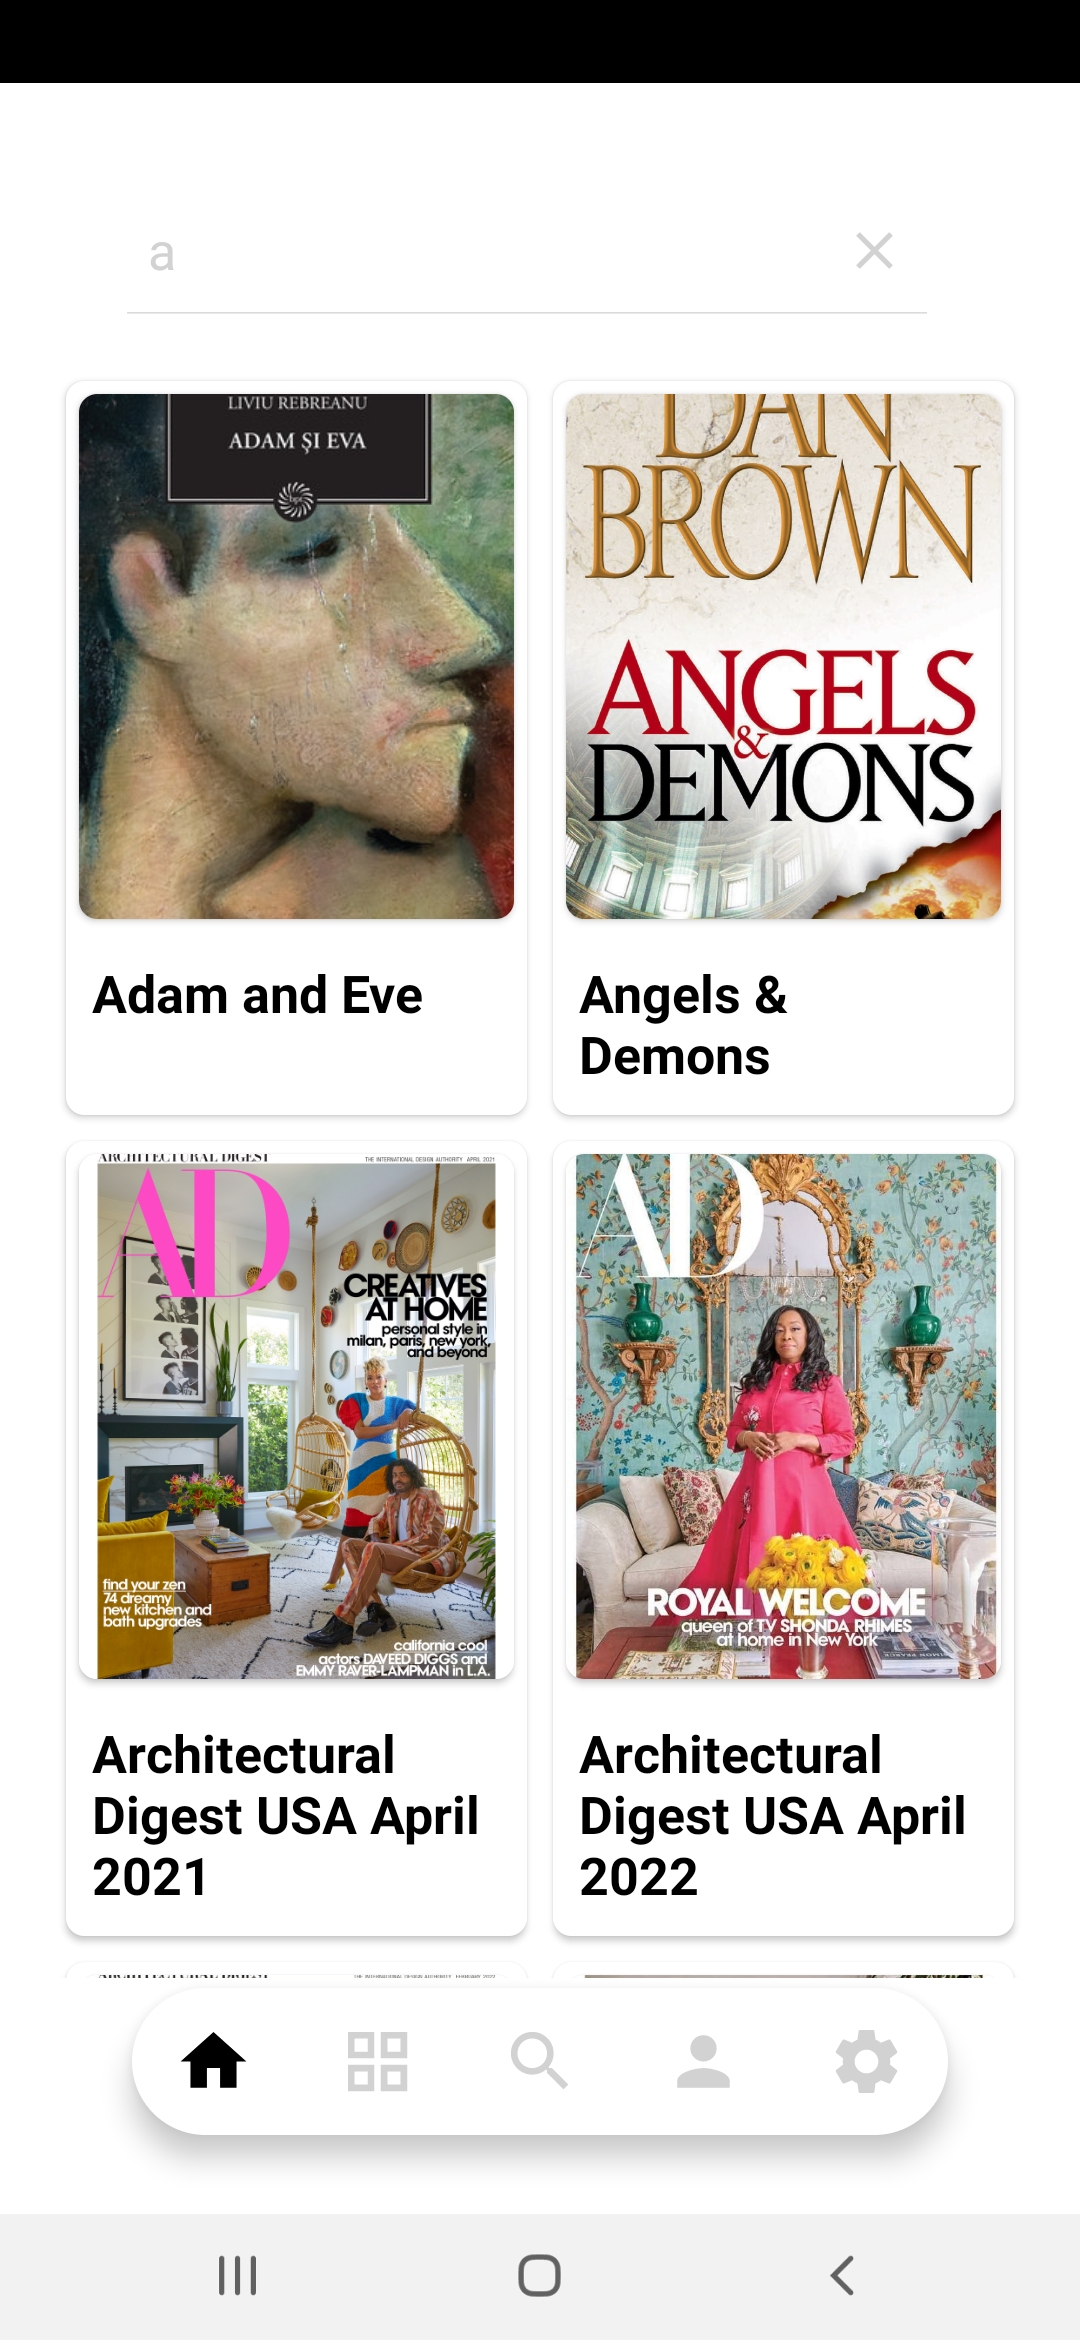 a
LIVIU REBREANU
ADAM ȘI EVA
DAN
BROWN
ANGELS
&
DEMONS
Adam and Eve
Angels &
Demons
ARCHITECTURAL DIGEST
THE INTERNATIONAL DESIGN AUTHORITY APRIL 2021
AD
CREATIVES
AT HOME
personal style in
milan, paris, new york,
and beyond
find your zen
74 dreamy
new kitchen and
bath upgrades
california cool
actors DAVEED DIGGS and
EMMY RAVER-LAMPMAN in L.A.
AD
ROYAL WELCOME
queen of TV SHONDA RHIMES
at home in New York
Architectural
Digest USA April
2021
Architectural
Digest USA April
2022